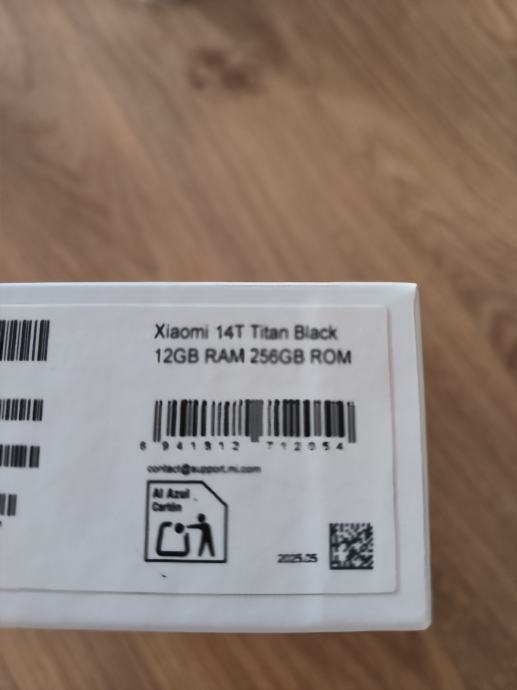 Xiaomi 14T Titan Black
12GB RAM 256GB ROM
6 941812 712054
contact@support.mi.com
Al Azul
Cartón
2025.05